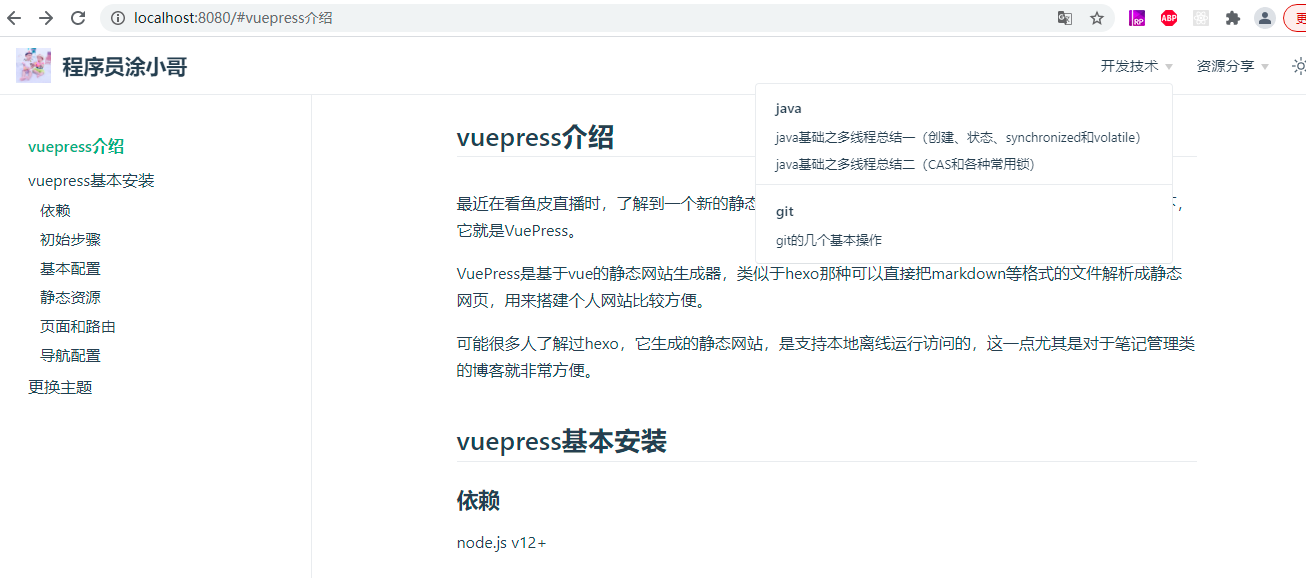 localhost:8080/#vuepress介绍
RP
ABP
更
程序员涂小哥
开发技术
资源分享
java
java基础之多线程总结一（创建、状态、synchronized和volatile）
java基础之多线程总结二（CAS和各种常用锁）
git
git的几个基本操作
vuepress介绍
vuepress基本安装
依赖
初始步骤
基本配置
静态资源
页面和路由
导航配置
更换主题
vuepress介绍
最近在看鱼皮直播时，了解到一个新的静态
它就是VuePress。
VuePress是基于vue的静态网站生成器，类似于hexo那种可以直接把markdown等格式的文件解析成静态
网页，用来搭建个人网站比较方便。
可能很多人了解过hexo，它生成的静态网站，是支持本地离线运行访问的，这一点尤其是对于笔记管理类
的博客就非常方便。
vuepress基本安装
依赖
node.js v12+